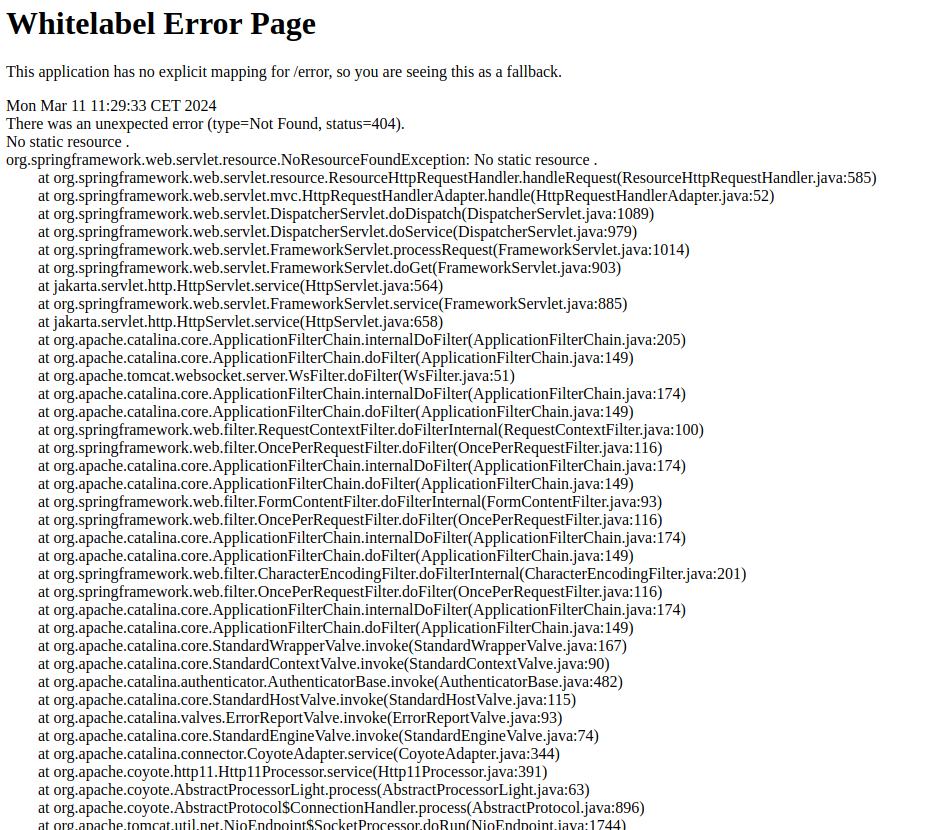 Whitelabel Error Page
This application has no explicit mapping for /error, so you are seeing this as a fallback.
Mon Mar 11 11:29:33 CET 2024
There was an unexpected error (type=Not Found, status=404).
No static resource .
org.springframework.web.servlet.resource.NoResourceFoundException: No static resource .
at org.springframework.web.servlet.resource.ResourceHttpRequestHandler.handleRequest(ResourceHttpRequestHandler.java:585)
at org.springframework.web.servlet.mvc.HttpRequestHandlerAdapter.handle(HttpRequestHandlerAdapter.java:52)
at org.springframework.web.servlet.DispatcherServlet.doDispatch(DispatcherServlet.java:1089)
at org.springframework.web.servlet.DispatcherServlet.doService(DispatcherServlet.java:979)
at org.springframework.web.servlet.FrameworkServlet.processRequest(FrameworkServlet.java:1014)
at org.springframework.web.servlet.FrameworkServlet.doGet(FrameworkServlet.java:903)
at jakarta.servlet.http.HttpServlet.service(HttpServlet.java:564)
at org.springframework.web.servlet.FrameworkServlet.service(FrameworkServlet.java:885)
at jakarta.servlet.http.HttpServlet.service(HttpServlet.java:658)
at org.apache.catalina.core.ApplicationFilterChain.internalDoFilter(ApplicationFilterChain.java:205)
at org.apache.catalina.core.ApplicationFilterChain.doFilter(ApplicationFilterChain.java:149)
at org.apache.tomcat.websocket.server.WsFilter.doFilter(WsFilter.java:51)
at org.apache.catalina.core.ApplicationFilterChain.internalDoFilter(ApplicationFilterChain.java:174)
at org.apache.catalina.core.ApplicationFilterChain.doFilter(ApplicationFilterChain.java:149)
at org.springframework.web.filter.RequestContextFilter.doFilterInternal(RequestContextFilter.java:100)
at org.springframework.web.filter.OncePerRequestFilter.doFilter(OncePerRequestFilter.java:116)
at org.apache.catalina.core.ApplicationFilterChain.internalDoFilter(ApplicationFilterChain.java:174)
at org.apache.catalina.core.ApplicationFilterChain.doFilter(ApplicationFilterChain.java:149)
at org.springframework.web.filter.FormContentFilter.doFilterInternal(FormContentFilter.java:93)
at org.springframework.web.filter.OncePerRequestFilter.doFilter(OncePerRequestFilter.java:116)
at org.apache.catalina.core.ApplicationFilterChain.internalDoFilter(ApplicationFilterChain.java:174)
at org.apache.catalina.core.ApplicationFilterChain.doFilter(ApplicationFilterChain.java:149)
at org.springframework.web.filter.CharacterEncodingFilter.doFilterInternal(CharacterEncodingFilter.java:201)
at org.springframework.web.filter.OncePerRequestFilter.doFilter(OncePerRequestFilter.java:116)
at org.apache.catalina.core.ApplicationFilterChain.internalDoFilter(ApplicationFilterChain.java:174)
at org.apache.catalina.core.ApplicationFilterChain.doFilter(ApplicationFilterChain.java:149)
at org.apache.catalina.core.StandardWrapperValve.invoke(StandardWrapperValve.java:167)
at org.apache.catalina.core.StandardContextValve.invoke(StandardContextValve.java:90)
at org.apache.catalina.authenticator.AuthenticatorBase.invoke(AuthenticatorBase.java:482)
at org.apache.catalina.core.StandardHostValve.invoke(StandardHostValve.java:115)
at org.apache.catalina.valves.ErrorReportValve.invoke(ErrorReportValve.java:93)
at org.apache.catalina.core.StandardEngineValve.invoke(StandardEngineValve.java:74)
at org.apache.catalina.connector.CoyoteAdapter.service(CoyoteAdapter.java:344)
at org.apache.coyote.http11.Http11Processor.service(Http11Processor.java:391)
at org.apache.coyote.AbstractProcessorLight.process(AbstractProcessorLight.java:63)
at org.apache.coyote.AbstractProtocol$ConnectionHandler.process(AbstractProtocol.java:896)
at org.apache.tomcat.util.net.NioEndpoint$SocketProcessor.doRun(NioEndpoint.java:1744)